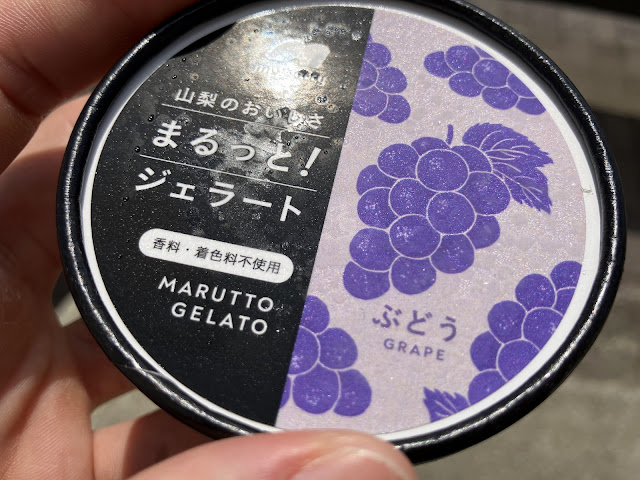 山梨のおいしさ
まるっと!
ジェラート
香料・着色料不使用
MARUTTO
GELATO
ぶどう
GRAPE